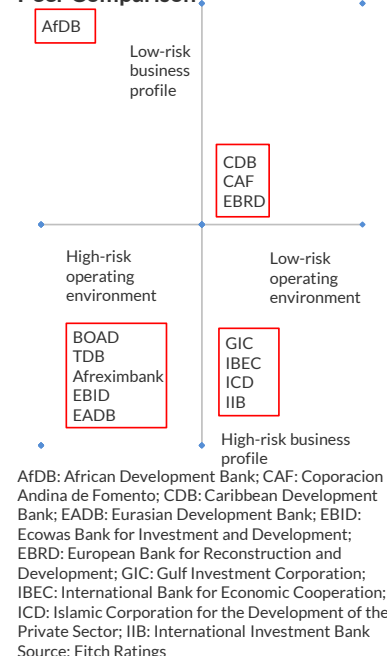 Peer Comparison
AfDB
Low-risk
business
profile
CDB
CAF
EBRD
High-risk
operating
environment
Low-risk
operating
environment
BOAD
TDB
Afreximbank
EBID
EADB
GIC
IBEC
ICD
IIB
High-risk business
profile
AfDB: African Development Bank; CAF: Coporacion
Andina de Fomento; CDB: Caribbean Development
Bank; EADB: Eurasian Development Bank; EBID:
Ecowas Bank for Investment and Development;
EBRD: European Bank for Reconstruction and
Development; GIC: Gulf Investment Corporation;
IBEC: International Bank for Economic Cooperation;
ICD: Islamic Corporation for the Development of the
Private Sector; IIB: International Investment Bank
Source: Fitch Ratings